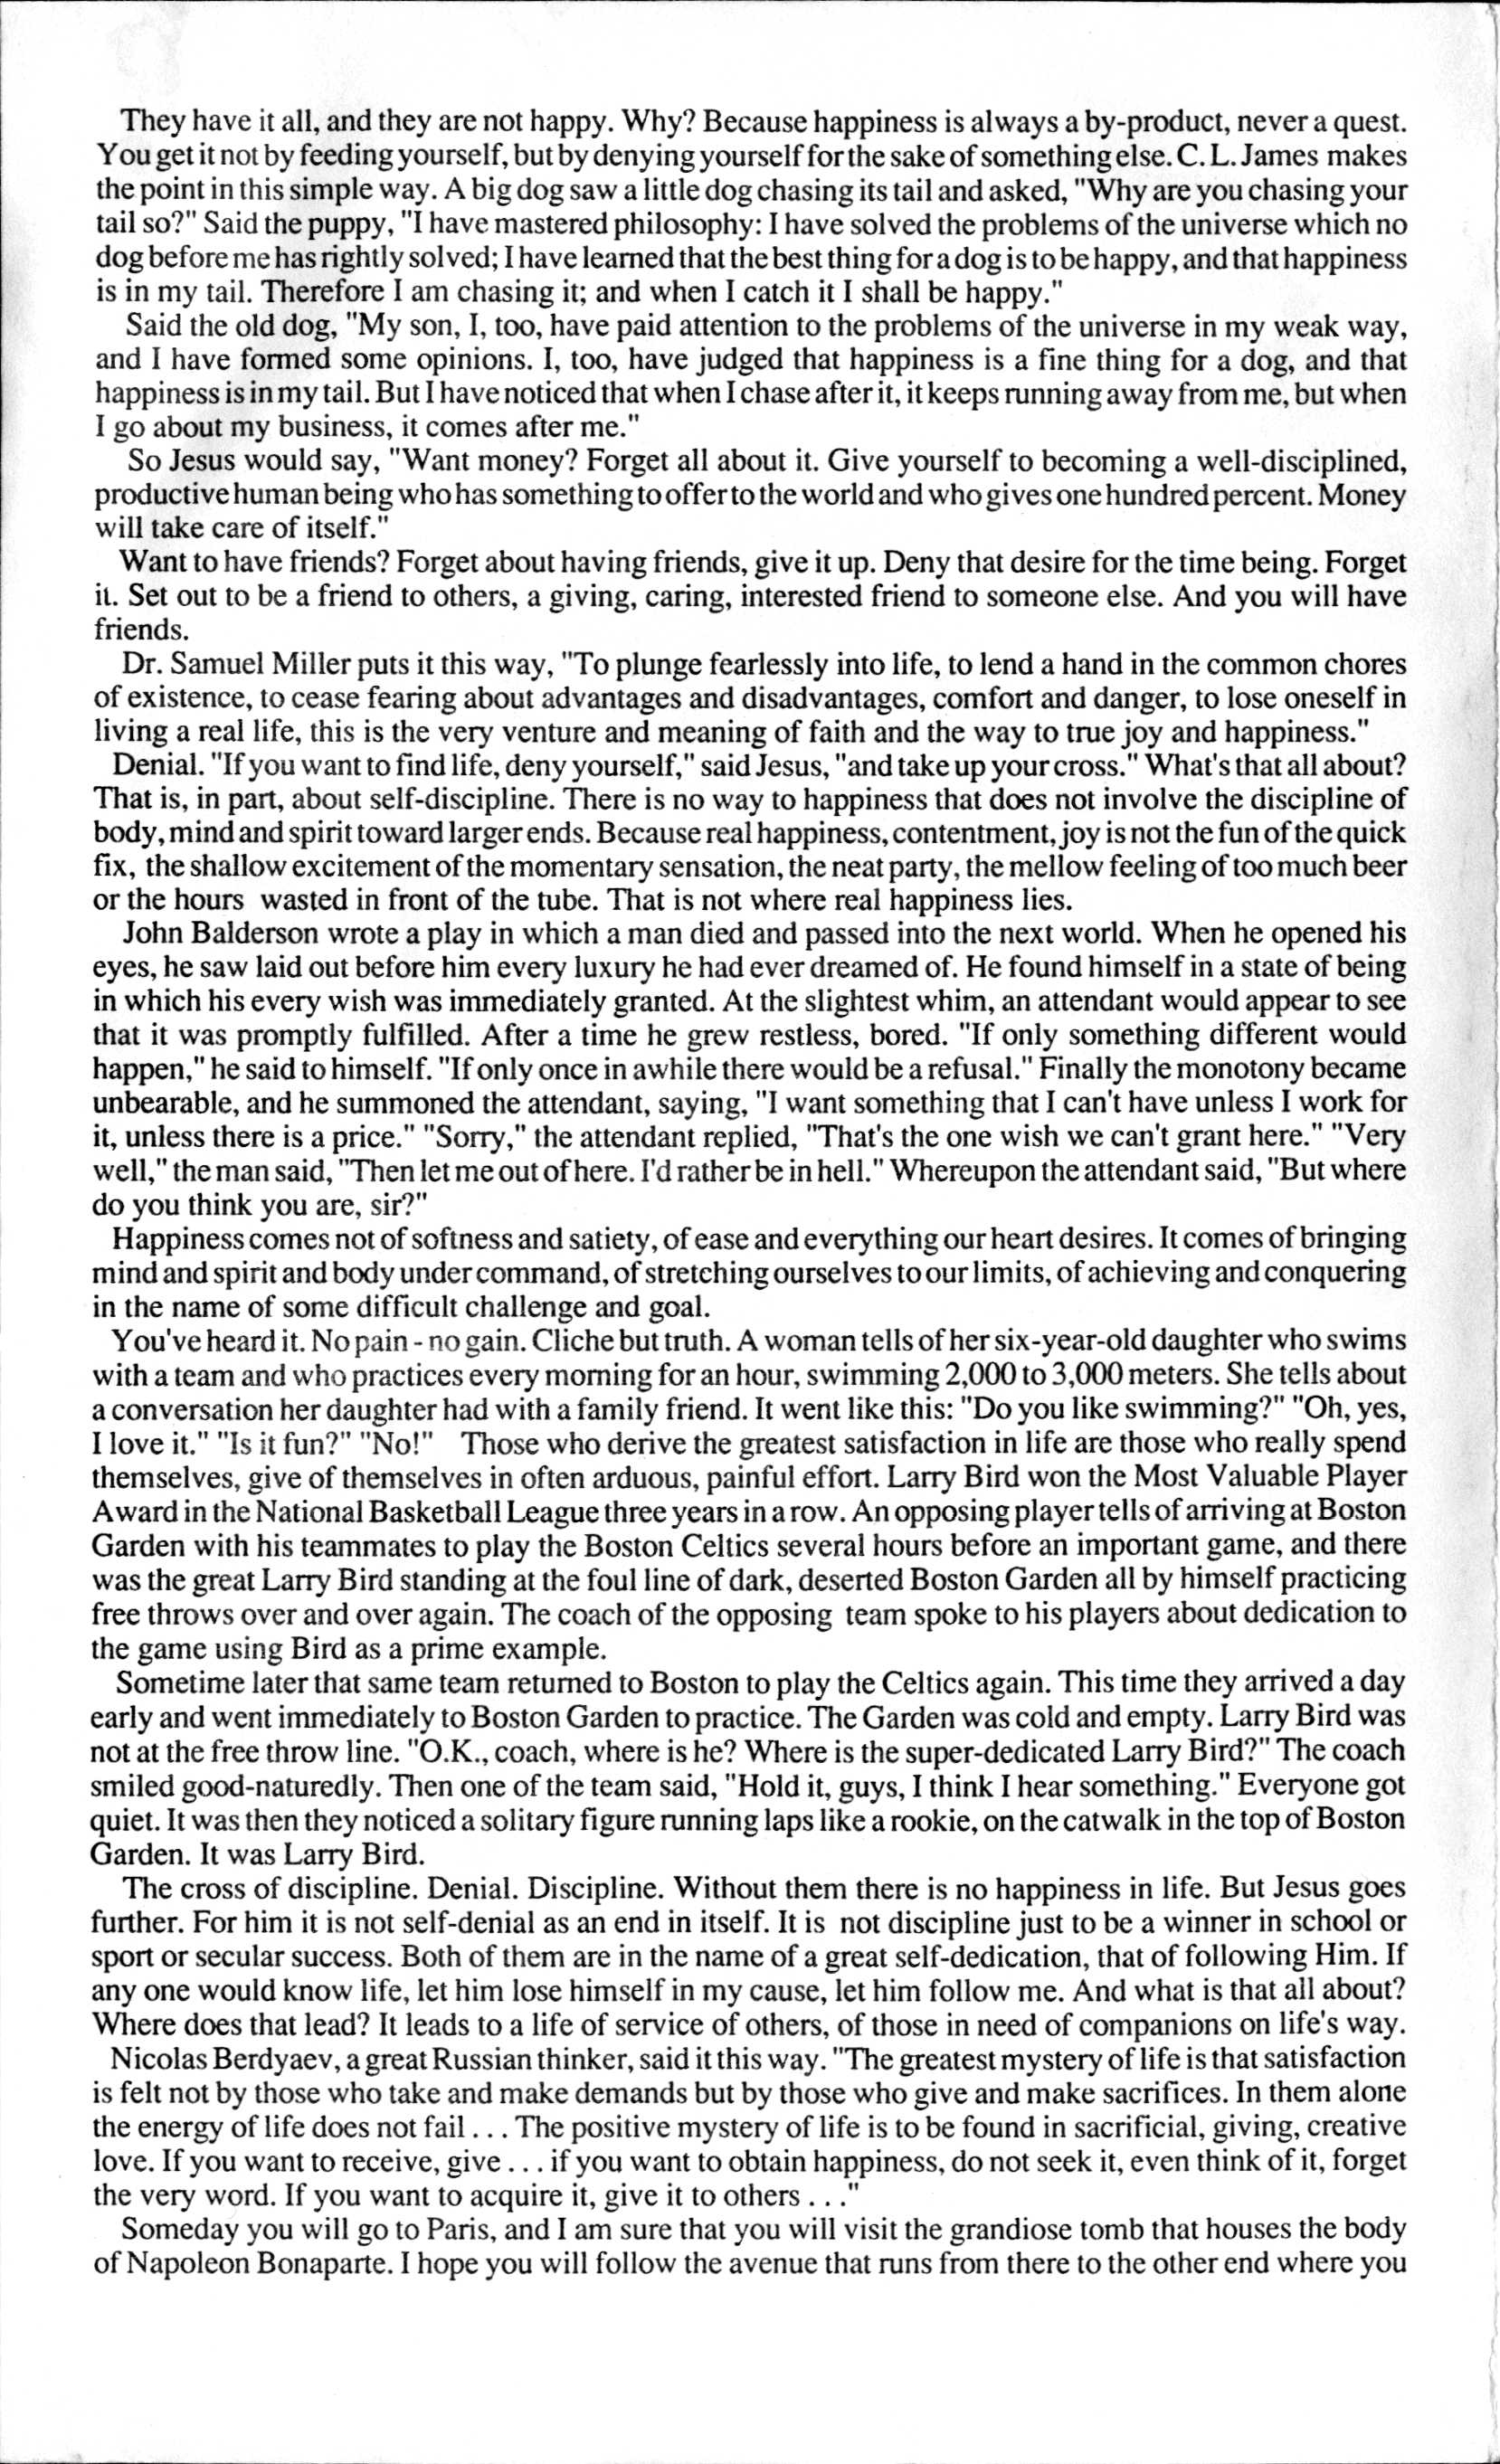 They have it all, and they are not happy. Why? Because happiness is always a by-product, never a quest.
You get it not by feeding yourself, but by denying yourself for the sake of something else. C. L. James makes
the point in this simple way. A big dog saw a little dog chasing its tail and asked, "Why are you chasing your
tail so?" Said the puppy, "I have mastered philosophy: I have solved the problems of the universe which no
dog before me has rightly solved; I have learned that the best thing for a dog is to be happy, and that happiness
is in my tail. Therefore I am chasing it; and when I catch it I shall be happy."
Said the old dog, "My son, I, too, have paid attention to the problems of the universe in my weak way,
and I have formed some opinions. I, too, have judged that happiness is a fine thing for a dog, and that
happiness is in my tail. But I have noticed that when I chase after it, it keeps running away from me, but when
I go about my business, it comes after me."
So Jesus would say, "Want money? Forget all about it. Give yourself to becoming a well-disciplined,
productive human being who has something to offer to the world and who gives one hundred percent. Money
will take care of itself."
Want to have friends? Forget about having friends, give it up. Deny that desire for the time being. Forget
it. Set out to be a friend to others, a giving, caring, interested friend to someone else. And you will have
friends.
Dr. Samuel Miller puts it this way, "To plunge fearlessly into life, to lend a hand in the common chores
of existence, to cease fearing about advantages and disadvantages, comfort and danger, to lose oneself in
living a real life, this is the very venture and meaning of faith and the way to true joy and happiness."
Denial. "If you want to find life, deny yourself," said Jesus, "and take up your cross." What's that all about?
That is, in part, about self-discipline. There is no way to happiness that does not involve the discipline of
body, mind and spirit toward larger ends. Because real happiness, contentment, joy is not the fun of the quick
fix, the shallow excitement of the momentary sensation, the neat party, the mellow feeling of too much beer
or the hours wasted in front of the tube. That is not where real happiness lies.
John Balderson wrote a play in which a man died and passed into the next world. When he opened his
eyes, he saw laid out before him every luxury he had ever dreamed of. He found himself in a state of being
in which his every wish was immediately granted. At the slightest whim, an attendant would appear to see
that it was promptly fulfilled. After a time he grew restless, bored. "If only something different would
happen," he said to himself. "If only once in awhile there would be a refusal." Finally the monotony became
unbearable, and he summoned the attendant, saying, "I want something that I can't have unless I work for
it, unless there is a price." "Sorry," the attendant replied, "That's the one wish we can't grant here." "Very
well," the man said, "Then let me out of here. I'd rather be in hell." Whereupon the attendant said, "But where
do you think you are, sir?"
Happiness comes not of softness and satiety, of ease and everything our heart desires. It comes of bringing
mind and spirit and body under command, of stretching ourselves to our limits, of achieving and conquering
in the name of some difficult challenge and goal.
You've heard it. No pain - no gain. Cliche but truth. A woman tells of her six-year-old daughter who swims
with a team and who practices every morning for an hour, swimming 2,000 to 3,000 meters. She tells about
a conversation her daughter had with a family friend. It went like this: "Do you like swimming?" "Oh, yes,
I love it." "Is it fun?" "No!" Those who derive the greatest satisfaction in life are those who really spend
themselves, give of themselves in often arduous, painful effort. Larry Bird won the Most Valuable Player
Award in the National Basketball League three years in a row. An opposing player tells of arriving at Boston
Garden with his teammates to play the Boston Celtics several hours before an important game, and there
was the great Larry Bird standing at the foul line of dark, deserted Boston Garden all by himself practicing
free throws over and over again. The coach of the opposing team spoke to his players about dedication to
the game using Bird as a prime example.
Sometime later that same team returned to Boston to play the Celtics again. This time they arrived a day
early and went immediately to Boston Garden to practice. The Garden was cold and empty. Larry Bird was
not at the free throw line. "O.K., coach, where is he? Where is the super-dedicated Larry Bird?" The coach
smiled good-naturedly. Then one of the team said, "Hold it, guys, I think I hear something." Everyone got
quiet. It was then they noticed a solitary figure running laps like a rookie, on the catwalk in the top of Boston
Garden. It was Larry Bird.
The cross of discipline. Denial. Discipline. Without them there is no happiness in life. But Jesus goes
further. For him it is not self-denial as an end in itself. It is not discipline just to be a winner in school or
sport or secular success. Both of them are in the name of a great self-dedication, that of following Him. If
any one would know life, let him lose himself in my cause, let him follow me. And what is that all about?
Where does that lead? It leads to a life of service of others, of those in need of companions on life's way.
Nicolas Berdyaev, a great Russian thinker, said it this way. "The greatest mystery of life is that satisfaction
is felt not by those who take and make demands but by those who give and make sacrifices. In them alone
the energy of life does not fail . . . The positive mystery of life is to be found in sacrificial, giving, creative
love. If you want to receive, give . . . if you want to obtain happiness, do not seek it, even think of it, forget
the very word. If you want to acquire it, give it to others . . ."
Someday you will go to Paris, and I am sure that you will visit the grandiose tomb that houses the body
of Napoleon Bonaparte. I hope you will follow the avenue that runs from there to the other end where you